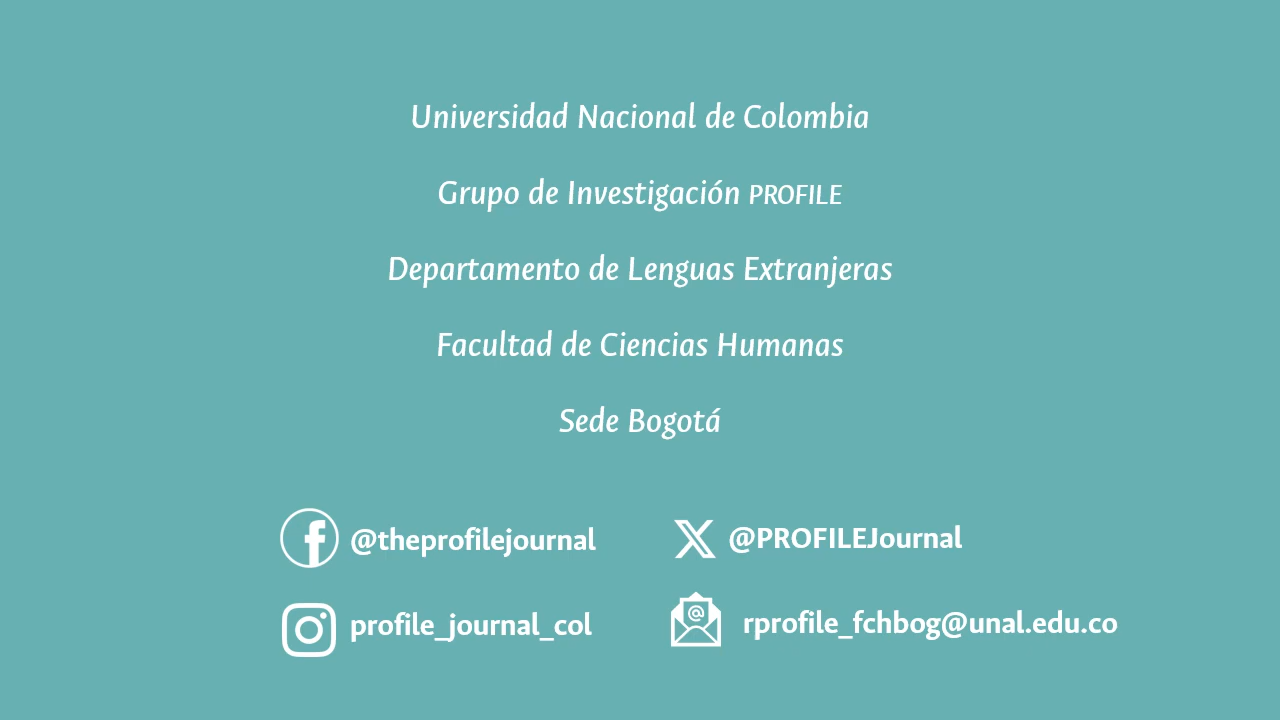 Universidad Nacional de Colombia
Grupo de Investigación PROFILE
Departamento de Lenguas Extranjeras
Facultad de Ciencias Humanas
Sede Bogotá
@theprofilejournal
@PROFILEJournal
profile_journal_col
rprofile_fchbog@unal.edu.co